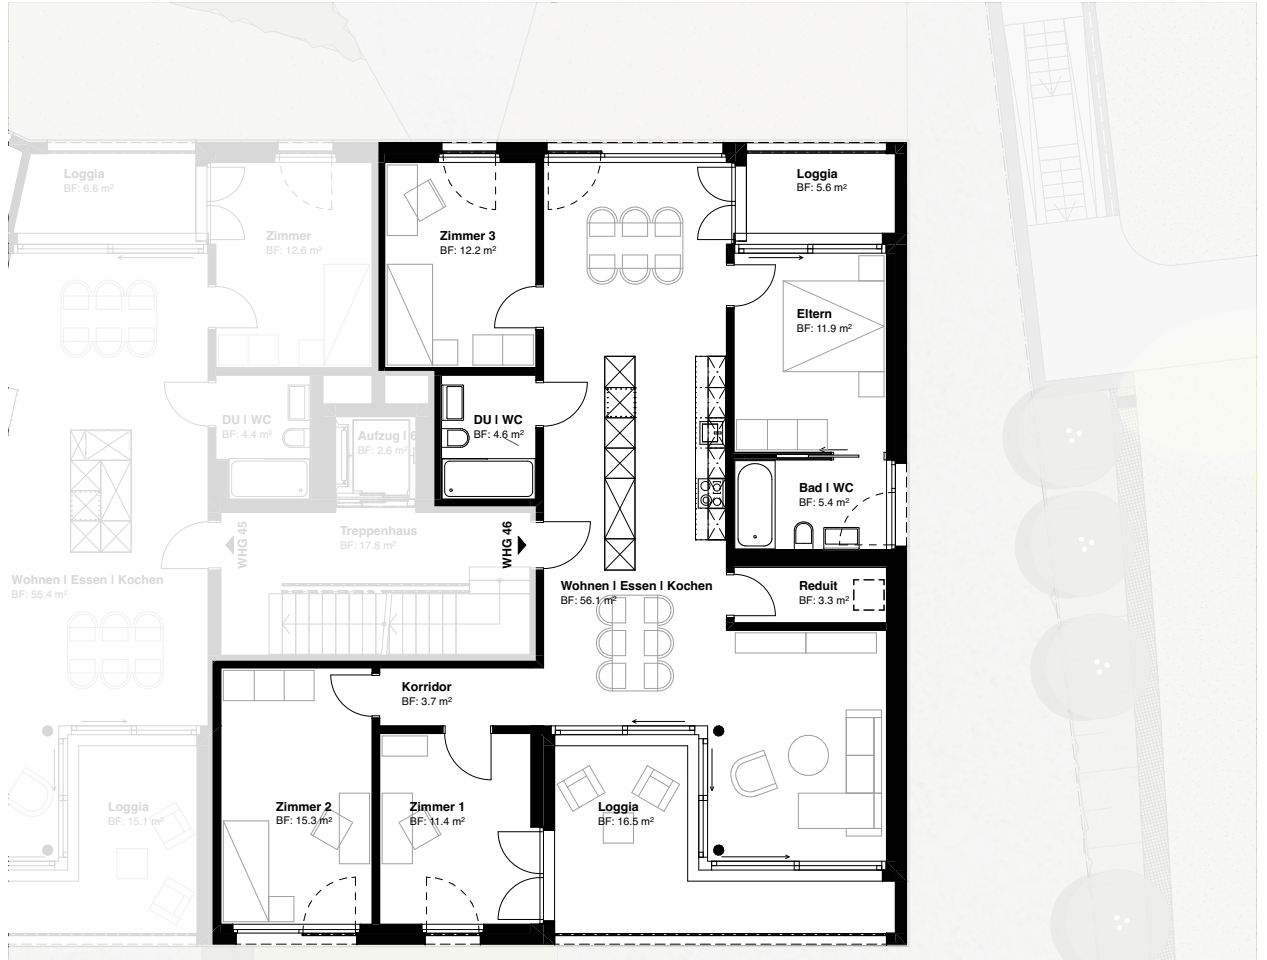 Loggia
BF: 6.6 m²
Zimmer
BF: 12.6 m²
Zimmer 3
BF: 12.2 m²
Loggia
BF: 5.6 m²
Eltern
BF: 11.9 m²
DU | WC
BF: 4.4 m²
Aufzug |
BF: 2.6 m²
DU | WC
BF: 4.6 m²
Bad | WC
BF: 5.4 m²
WHG 45
Treppenhaus
BF: 17.8 m²
WHG 46
Wohnen | Essen | Kochen
BF: 55.4 m²
Wohnen | Essen | Kochen
BF: 56.1 m²
Reduit
BF: 3.3 m²
Korridor
BF: 3.7 m²
Loggia
BF: 15.1 m²
Zimmer 2
BF: 15.3 m²
Zimmer 1
BF: 11.4 m²
Loggia
BF: 16.5 m²